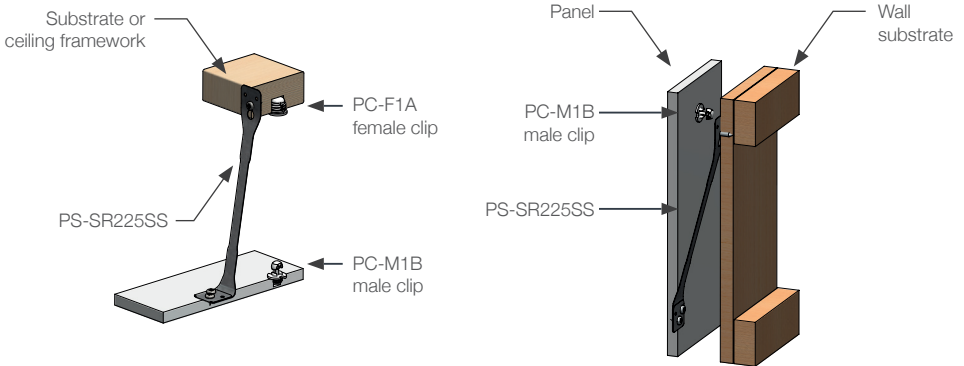 Substrate or
ceiling framework
PC-F1A
female clip
PS-SR225SS
PC-M1B
male clip
Panel
Wall
substrate
PC-M1B
male clip
PS-SR225SS